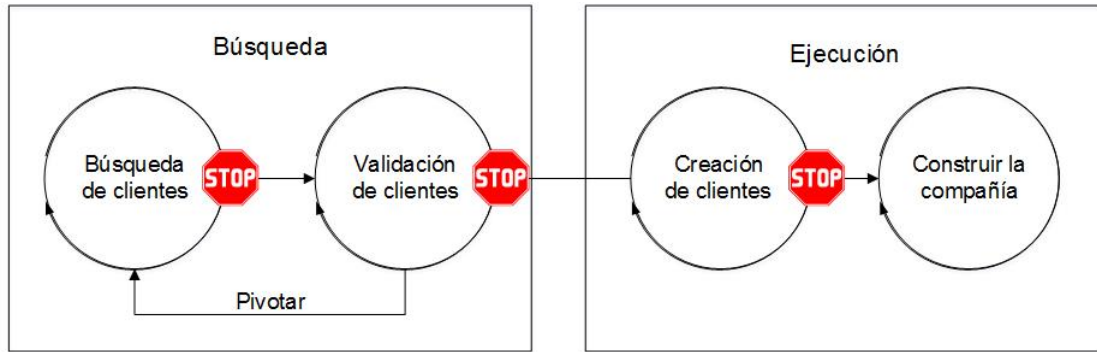 Búsqueda
Ejecución
Búsqueda
de clientes
STOP
Validación
de clientes
STOP
Creación
de clientes
STOP
Construir la
compañía
Pivotar